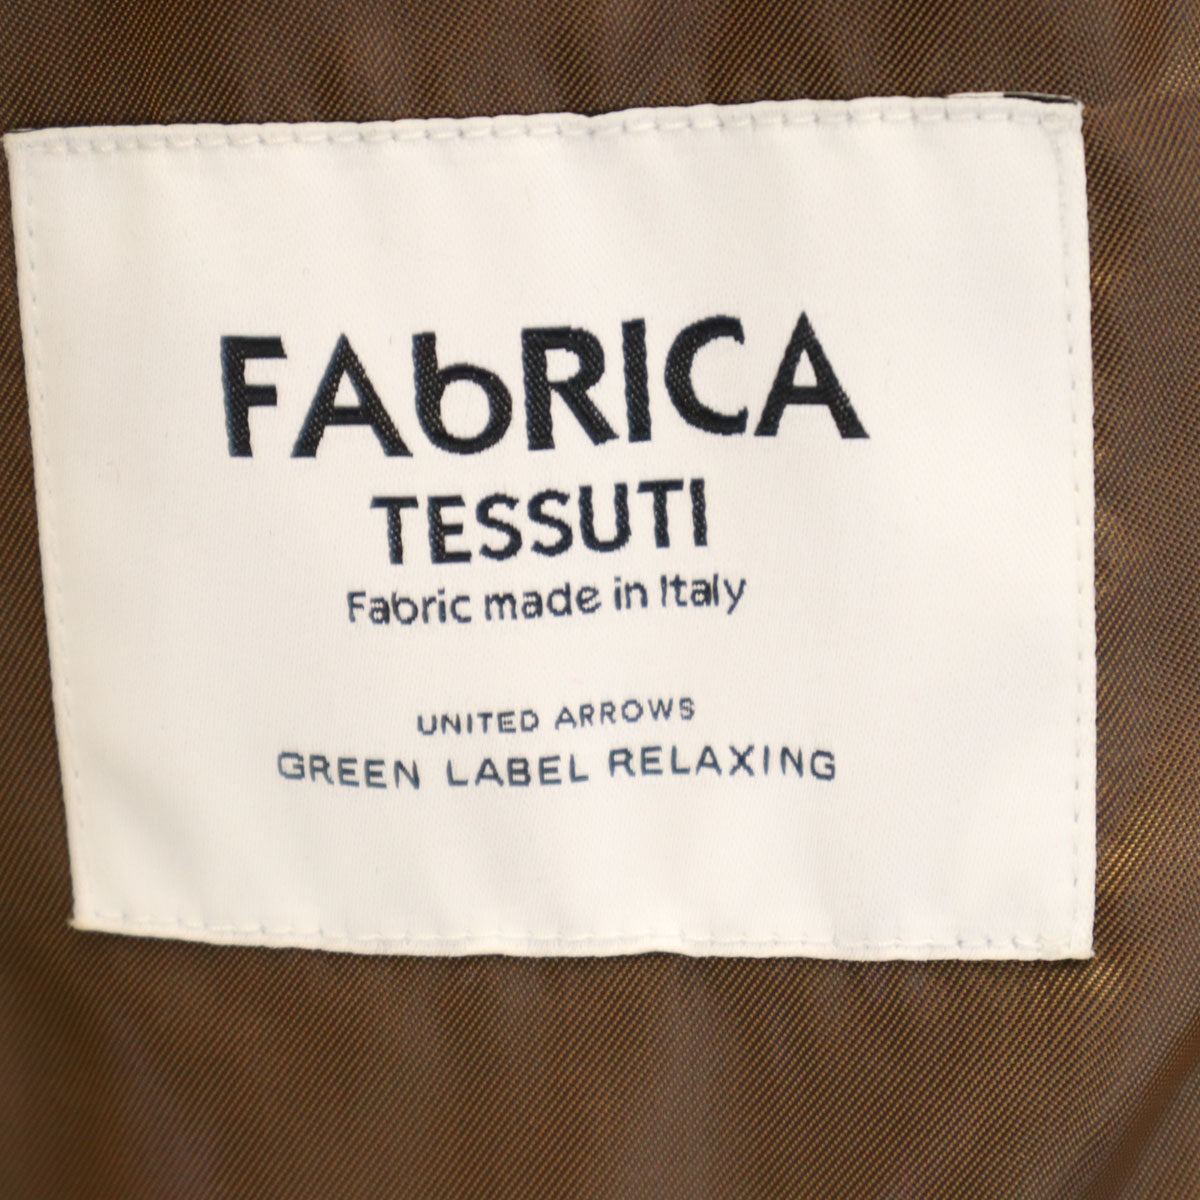 FAbRICA
TESSUTI
Fabric made in Italy
UNITED ARROWS
GREEN LABEL RELAXING